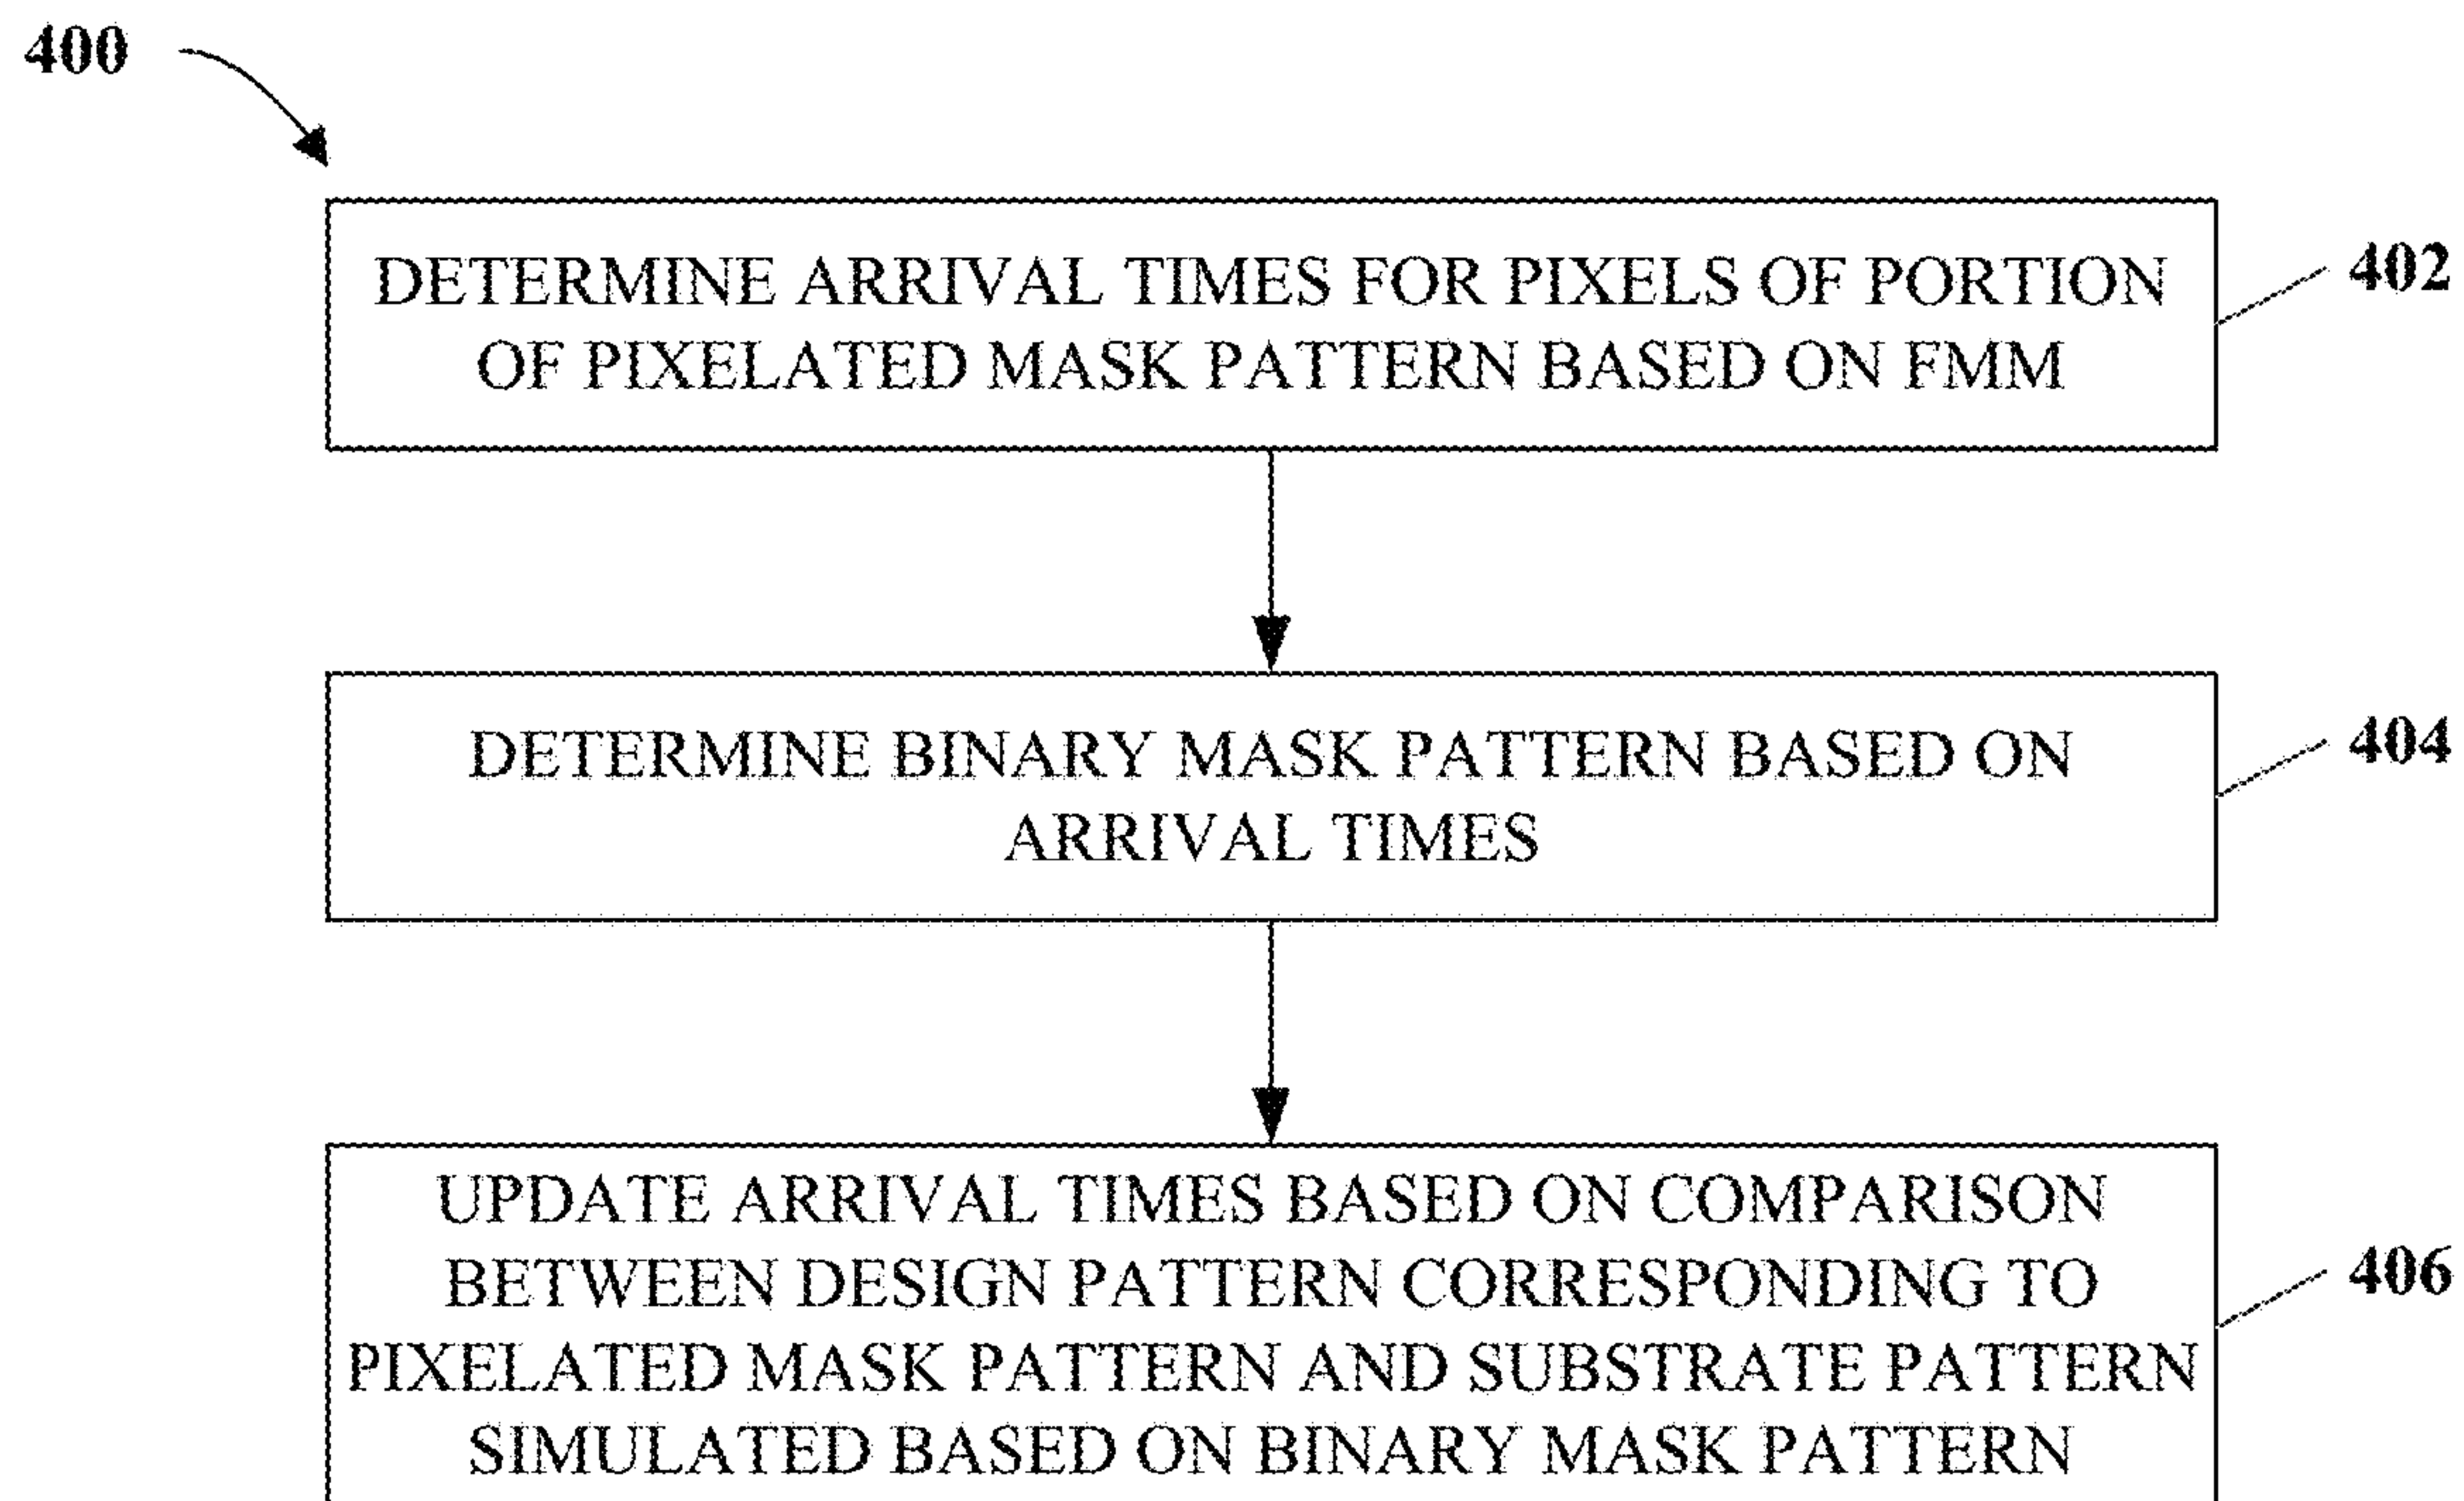 400
DETERMINE ARRIVAL TIMES FOR PIXELS OF PORTION
OF PIXELATED MASK PATTERN BASED ON FMM
402
DETERMINE BINARY MASK PATTERN BASED ON
ARRIVAL TIMES
404
UPDATE ARRIVAL TIMES BASED ON COMPARISON
BETWEEN DESIGN PATTERN CORRESPONDING TO
PIXELATED MASK PATTERN AND SUBSTRATE PATTERN
SIMULATED BASED ON BINARY MASK PATTERN
406